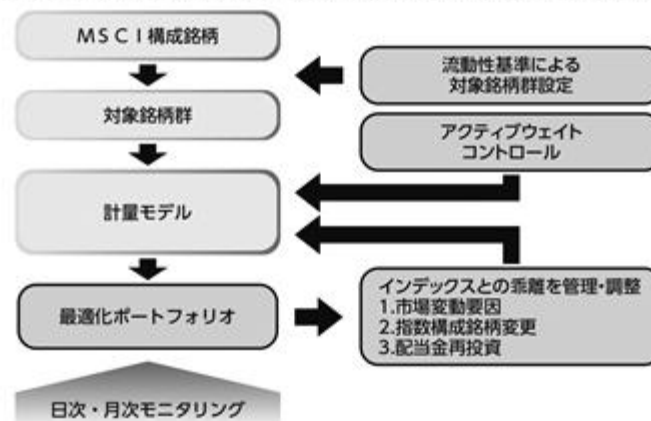 MSCI構成銘柄
流動性基準による
対象銘柄群設定
対象銘柄群
アクティブウェイト
コントロール
計量モデル
最適化ポートフォリオ
インデックスとの乖離を管理・調整
1.市場変動要因
2.指数構成銘柄変更
3.配当金再投資
日次・月次モニタリング